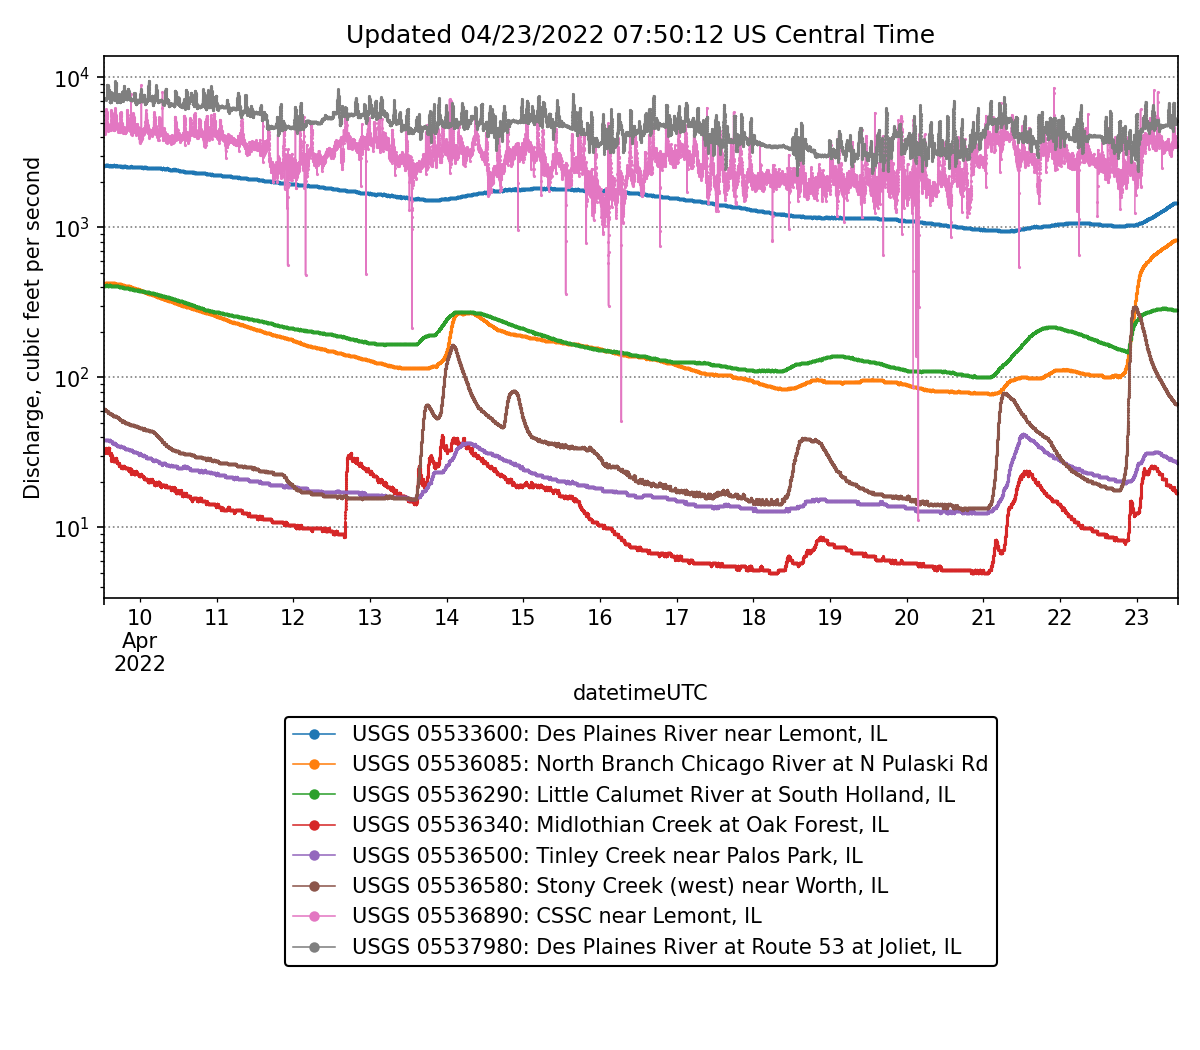 Updated 04/23/2022 07:50:12 US Central Time
Discharge, cubic feet per second
10⁴
10³
10²
10¹
10 11 12 13 14 15 16 17 18 19 20 21 22 23
Apr
2022
datetimeUTC
USGS 05533600: Des Plaines River near Lemont, IL
USGS 05536085: North Branch Chicago River at N Pulaski Rd
USGS 05536290: Little Calumet River at South Holland, IL
USGS 05536340: Midlothian Creek at Oak Forest, IL
USGS 05536500: Tinley Creek near Palos Park, IL
USGS 05536580: Stony Creek (west) near Worth, IL
USGS 05536890: CSSC near Lemont, IL
USGS 05537980: Des Plaines River at Route 53 at Joliet, IL